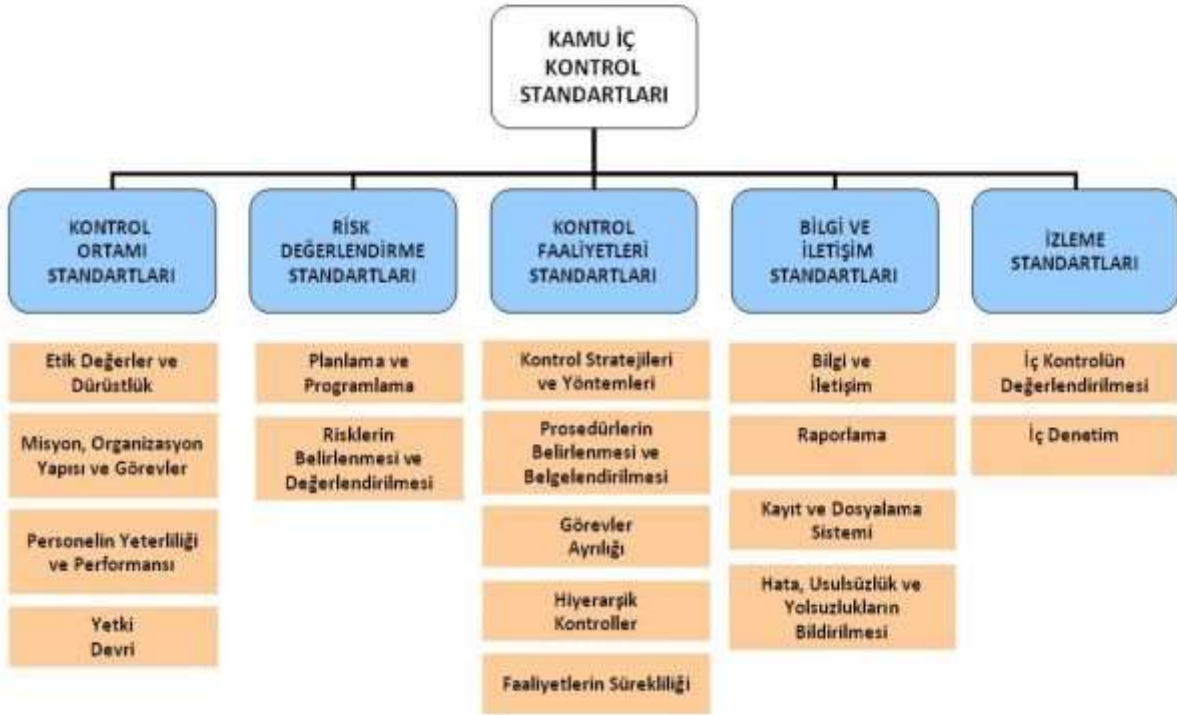 KAMU İÇ
KONTROL
STANDARTLARI
KONTROL
ORTAMI
STANDARTLARI
Etik Değerler ve
Dürüstlük
Misyon, Organizasyon
Yapısı ve Görevler
Personelin Yeterliliği
ve Performansı
Yetki
Devri
RİSK
DEĞERLENDİRME
STANDARTLARI
Planlama ve
Programlama
Risklerin
Belirlenmesi ve
Değerlendirilmesi
KONTROL
FAALİYETLERİ
STANDARTLARI
Kontrol Stratejileri
ve Yöntemleri
Prosedürlerin
Belirlenmesi ve
Belgelendirilmesi
Görevler
Ayrılığı
Hiyerarşik
Kontroller
Faaliyetlerin Sürekliliği
BİLGİ VE
İLETİŞİM
STANDARTLARI
Bilgi ve
İletişim
Raporlama
Kayıt ve Dosyalama
Sistemi
Hata, Usulsüzlük ve
Yolsuzlukların
Bildirilmesi
İZLEME
STANDARTLARI
İç Kontrolün
Değerlendirilmesi
İç Denetim